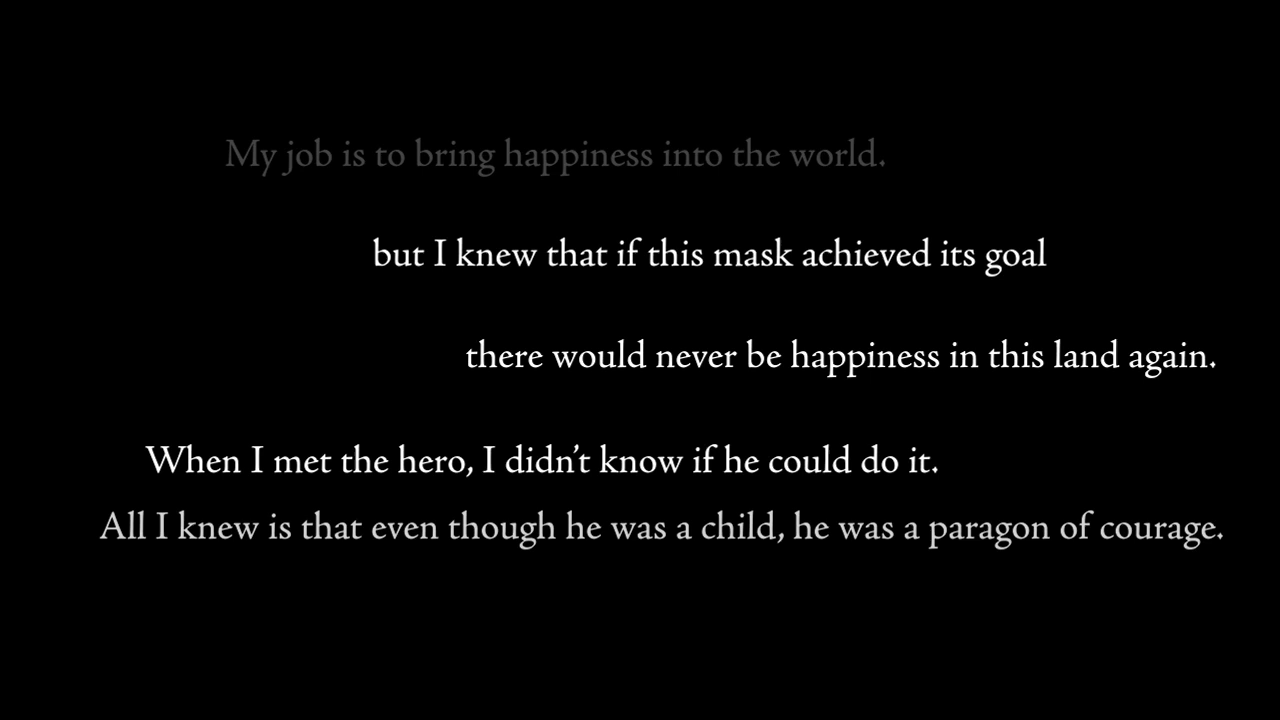 My job is to bring happiness into the world.
but I knew that if this mask achieved its goal
there would never be happiness in this land again.
When I met the hero, I didn’t know if he could do it.
All I knew is that even though he was a child, he was a paragon of courage.